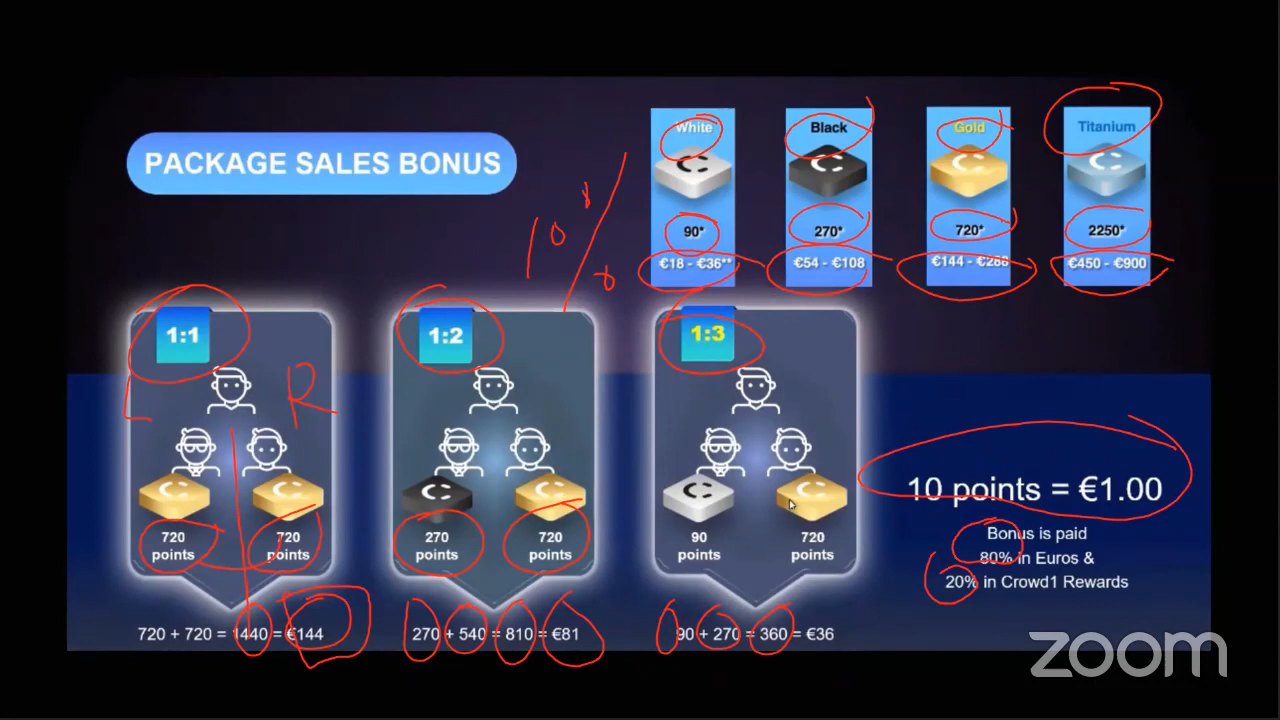 PACKAGE SALES BONUS
White
Black
Gold
Titanium
90*
270*
720*
2250*
€18 - €36**
€54 - €108
€144 - €288
€450 - €900
10%
1:1
1:2
1:3
R
720
points
720
points
270
points
720
points
90
points
720
points
720 + 720 = 1440 = €144
270 + 540 = 810 = €81
90 + 270 = 360 = €36
10 points = €1.00
Bonus is paid
80% in Euros &
20% in Crowd1 Rewards
zoom